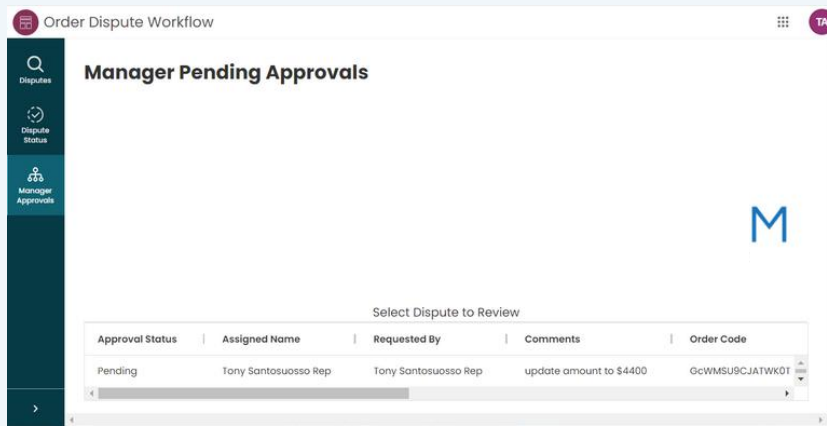 Order Dispute Workflow
TA
Disputes
Dispute
Status
Manager
Approvals
Manager Pending Approvals
M
Select Dispute to Review
Approval Status Assigned Name Requested By Comments Order Code
Pending Tony Santosuosso Rep Tony Santosuosso Rep update amount to $4400 GcWMSU9CJATWK0T